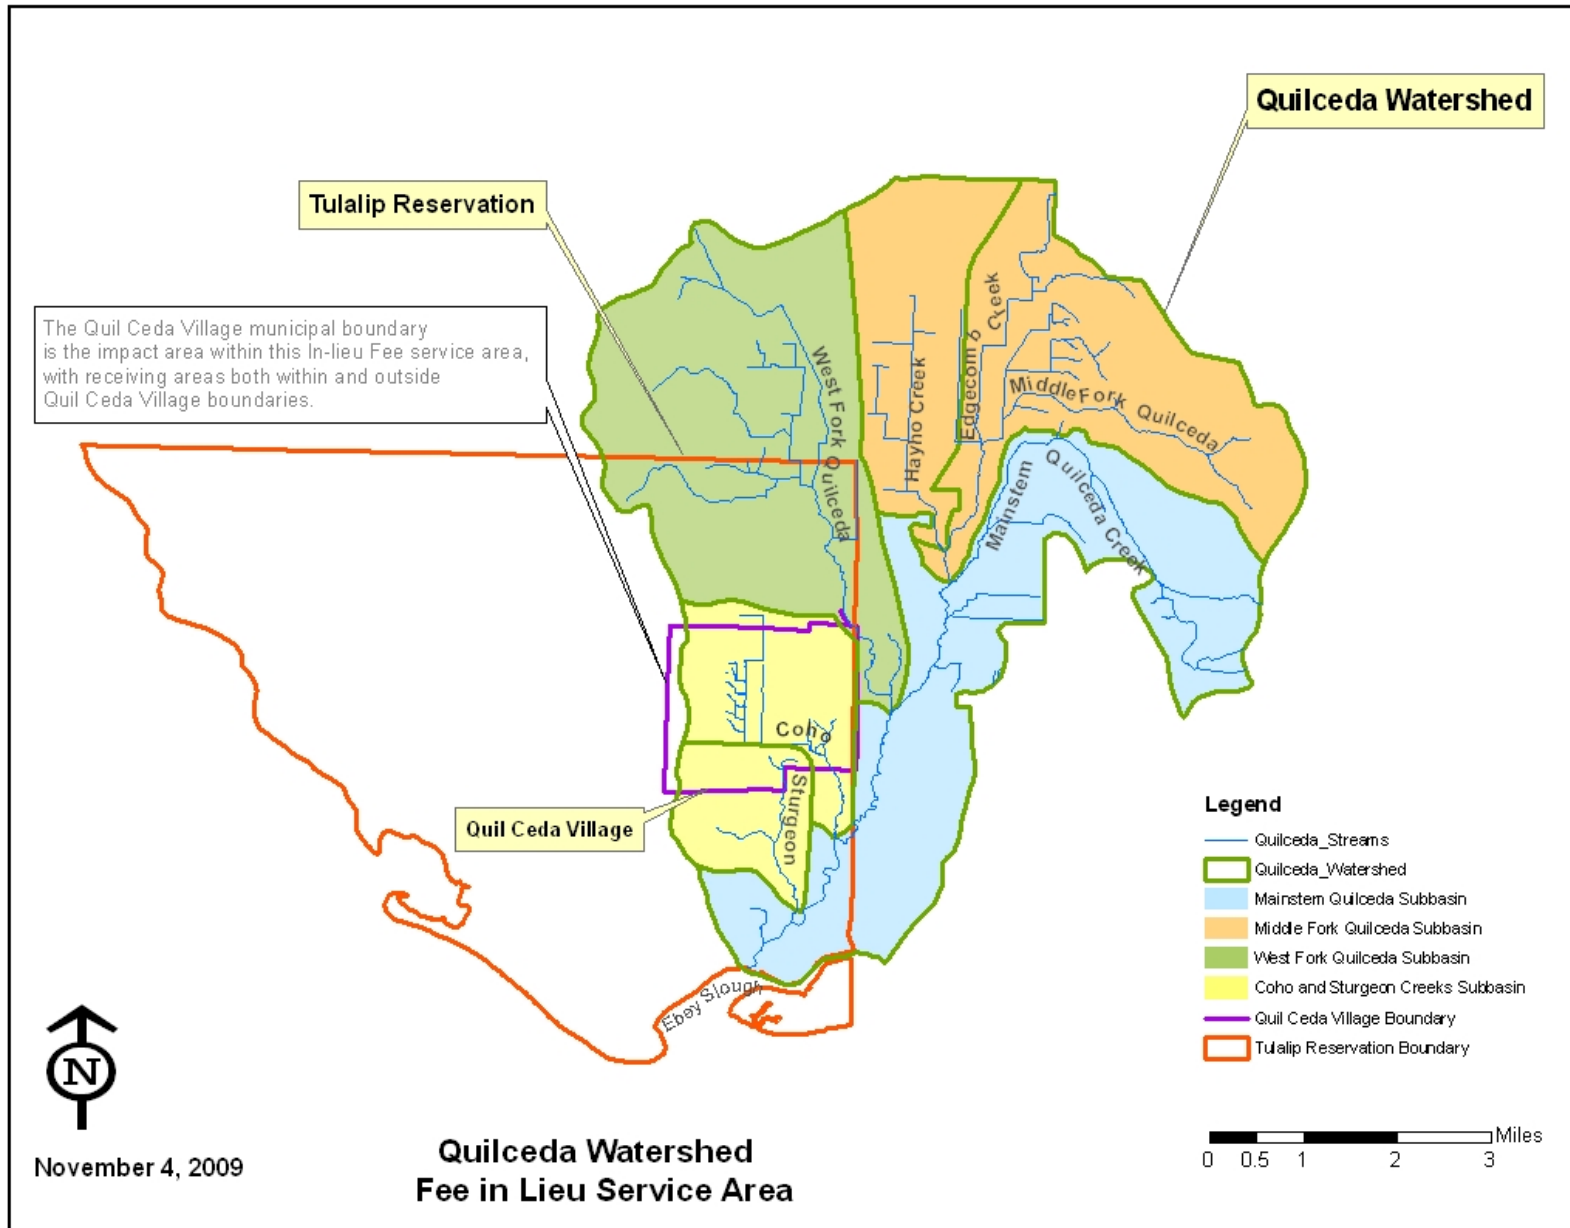 Quilceda Watershed
Tulalip Reservation
The Quil Ceda Village municipal boundary
is the impact area within this In-lieu Fee service area,
with receiving areas both within and outside
Quil Ceda Village boundaries.
West Fork Quilceda
Hayho Creek
Edgecomb Creek
MiddleFork Quilceda
Mainstem Quilceda Creek
Coho
Sturgeon
Quil Ceda Village
Ebey Slough
Legend
Quilceda_Streams
Quilceda_Watershed
Mainstem Quilceda Subbasin
Middle Fork Quilceda Subbasin
West Fork Quilceda Subbasin
Coho and Sturgeon Creeks Subbasin
Quil Ceda Village Boundary
Tulalip Reservation Boundary
N
November 4, 2009
Quilceda Watershed
Fee in Lieu Service Area
Miles
0 0.5 1 2 3